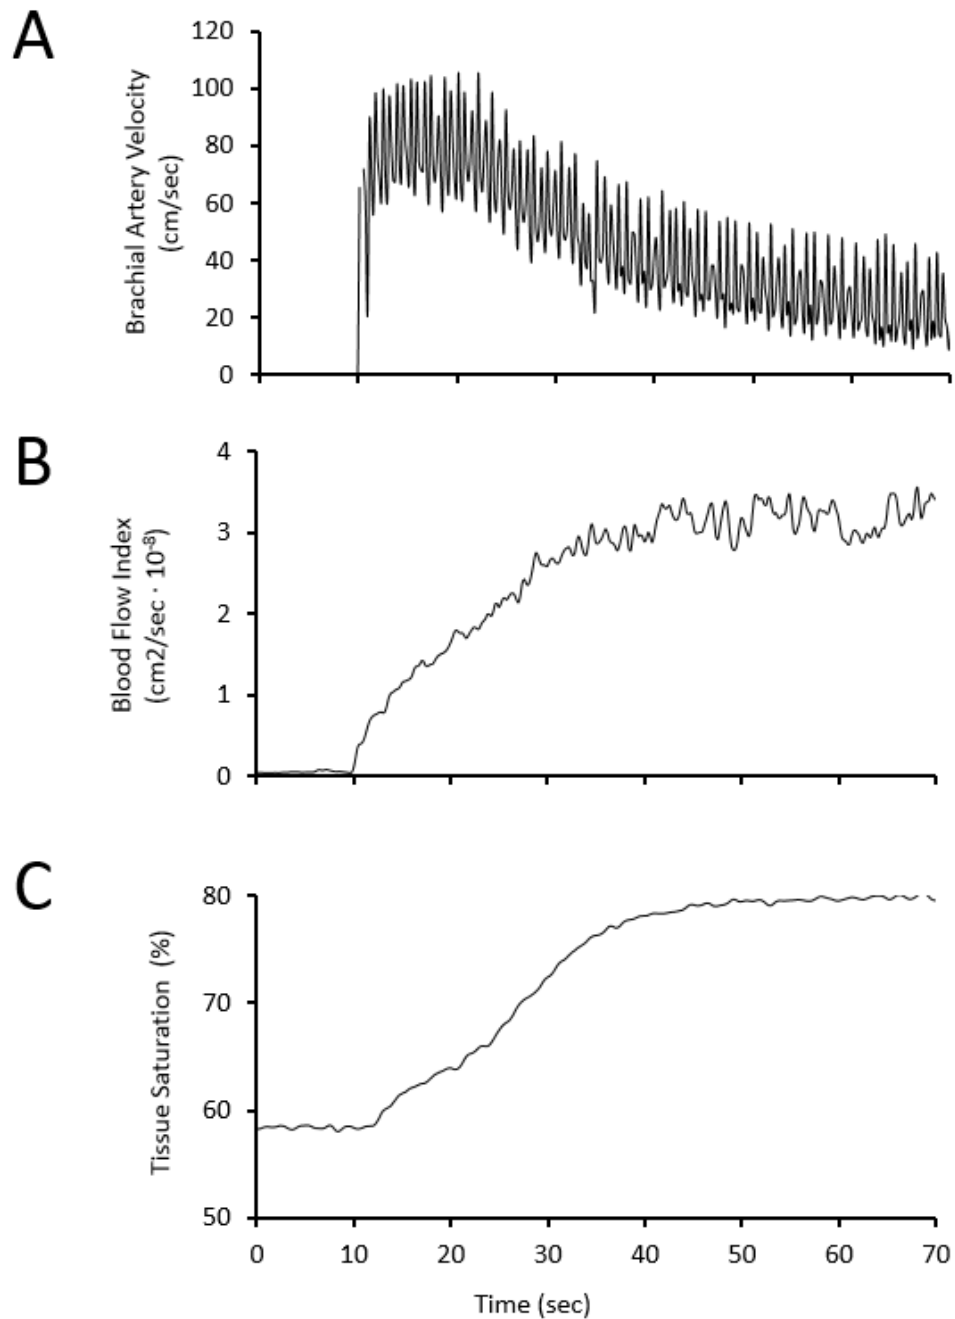 A
Brachial Artery Velocity
(cm/sec)
120
100
80
60
40
20
0
B
Blood Flow Index
(cm2/sec · 10⁻⁸)
4
3
2
1
0
C
Tissue Saturation (%)
80
70
60
50
0 10 20 30 40 50 60 70
Time (sec)